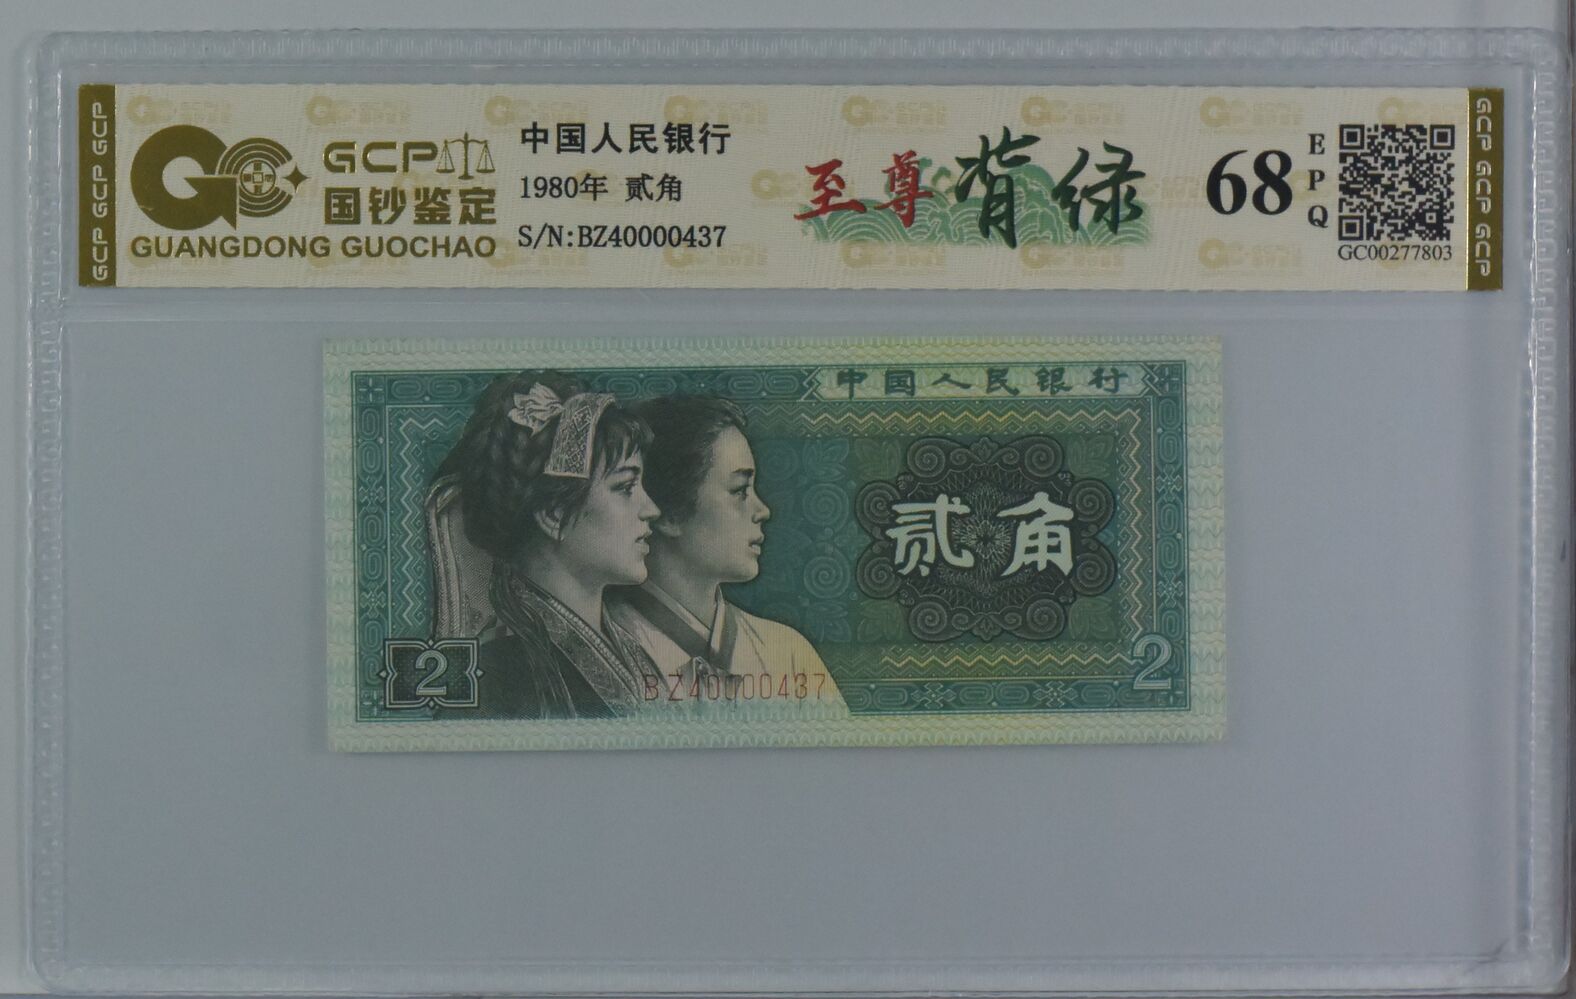 GCP GCP GCP
GCP
国钞鉴定
GUANGDONG GUOCHAO
中国人民银行
1980年 贰角
S/N:BZ40000437
至尊背绿
68
EPQ
GC00277803
GCP GCP GCP
中国人民银行
贰角
2
2
BZ40000437